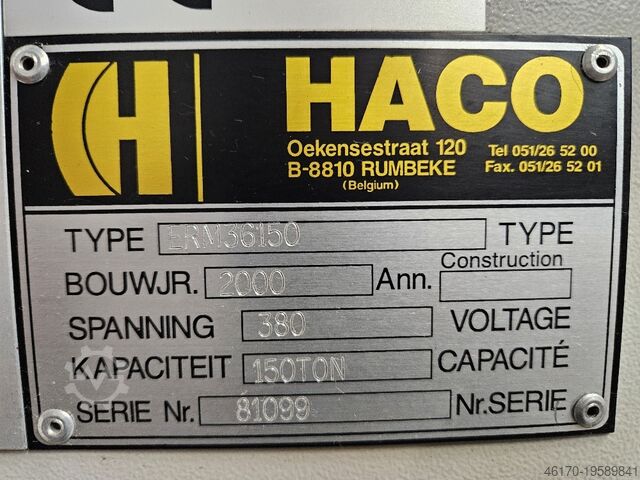 CE
H HACO
Oekensestraat 120 Tel 051/26 52 00
B-8810 RUMBEKE Fax. 051/26 52 01
(Belgium)
TYPE ERM36150 TYPE
BOUWJR. 2000 Ann. Construction
SPANNING 380 VOLTAGE
KAPACITEIT 150TON CAPACITÉ
SERIE Nr. 81099 Nr. SERIE
46170-19589841